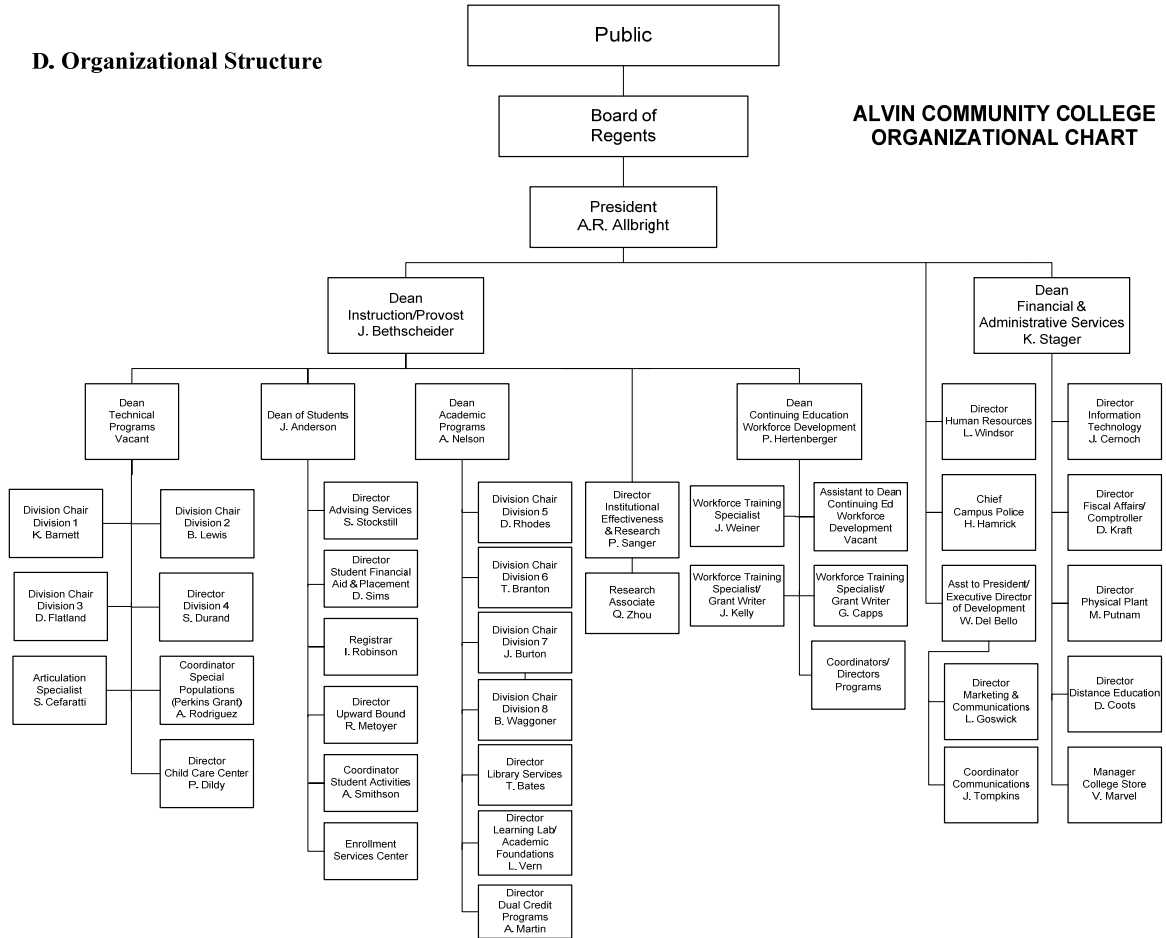 D. Organizational Structure
Public
Board of
Regents
ALVIN COMMUNITY COLLEGE
ORGANIZATIONAL CHART
President
A.R. Allbright
Dean
Instruction/Provost
J. Bethscheider
Dean
Financial &
Administrative Services
K. Stager
Dean
Technical
Programs
Vacant
Dean of Students
J. Anderson
Dean
Academic
Programs
A. Nelson
Dean
Continuing Education
Workforce Development
P. Hertenberger
Division Chair
Division 1
K. Barnett
Division Chair
Division 2
B. Lewis
Division Chair
Division 3
D. Flatland
Director
Division 4
S. Durand
Articulation
Specialist
S. Cefaratti
Coordinator
Special
Populations
(Perkins Grant)
A. Rodriguez
Director
Child Care Center
P. Dildy
Director
Advising Services
S. Stockstill
Director
Student Financial
Aid & Placement
D. Sims
Registrar
I. Robinson
Director
Upward Bound
R. Metoyer
Coordinator
Student Activities
A. Smithson
Enrollment
Services Center
Division Chair
Division 5
D. Rhodes
Division Chair
Division 6
T. Branton
Division Chair
Division 7
J. Burton
Division Chair
Division 8
B. Waggoner
Director
Library Services
T. Bates
Director
Learning Lab/
Academic
Foundations
L. Vern
Director
Dual Credit
Programs
A. Martin
Director
Institutional
Effectiveness
& Research
P. Sanger
Research
Associate
Q. Zhou
Workforce Training
Specialist
J. Weiner
Assistant to Dean
Continuing Ed
Workforce
Development
Vacant
Workforce Training
Specialist/
Grant Writer
J. Kelly
Workforce Training
Specialist/
Grant Writer
G. Capps
Coordinators/
Directors
Programs
Director
Human Resources
L. Windsor
Chief
Campus Police
H. Hamrick
Asst to President/
Executive Director
of Development
W. Del Bello
Director
Marketing &
Communications
L. Goswick
Coordinator
Communications
J. Tompkins
Director
Information
Technology
J. Cernoch
Director
Fiscal Affairs/
Comptroller
D. Kraft
Director
Physical Plant
M. Putnam
Director
Distance Education
D. Coots
Manager
College Store
V. Marvel